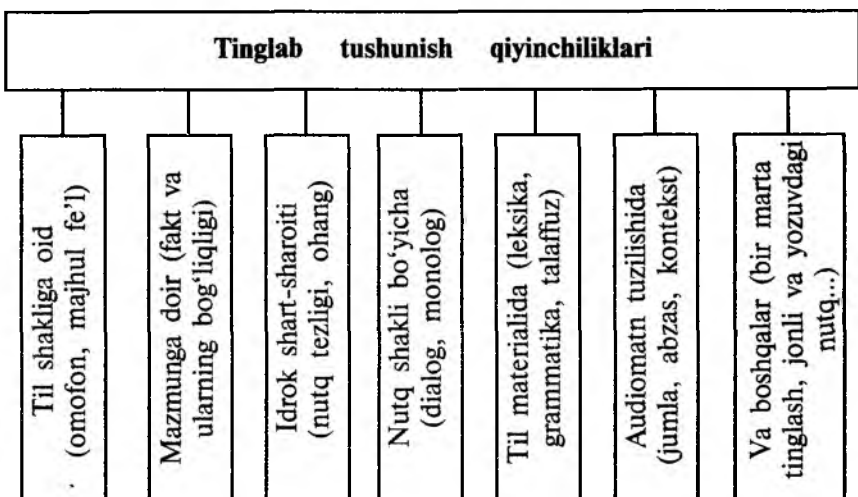 Tinglab tushunish qiyinchiliklari
Til shakliga oid
(omofon, majhul fe'l)
Mazmunga doir (fakt va
ularning bog'liqligi)
Idrok shart-sharoiti
(nutq tezligi, ohang)
Nutq shakli bo‘yicha
(dialog, monolog)
Til materialida (leksika,
grammatika, talaffuz)
Audiomatn tuzilishida
(jumla, abzas, kontekst)
Va boshqalar (bir marta
tinglash, jonli va yozuvdagi
nutq...)